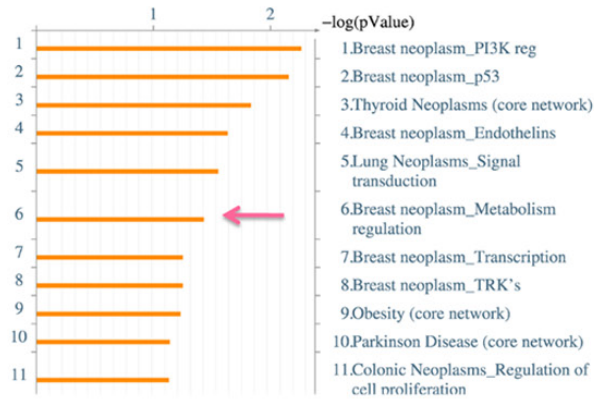 1 2
−log(pValue)
1 1.Breast neoplasm_PI3K reg
2 2.Breast neoplasm_p53
3 3.Thyroid Neoplasms (core network)
4 4.Breast neoplasm_Endothelins
5 5.Lung Neoplasms_Signal
transduction
6 6.Breast neoplasm_Metabolism
regulation
7 7.Breast neoplasm_Transcription
8 8.Breast neoplasm_TRK's
9 9.Obesity (core network)
10 10.Parkinson Disease (core network)
11 11.Colonic Neoplasms_Regulation of
cell proliferation